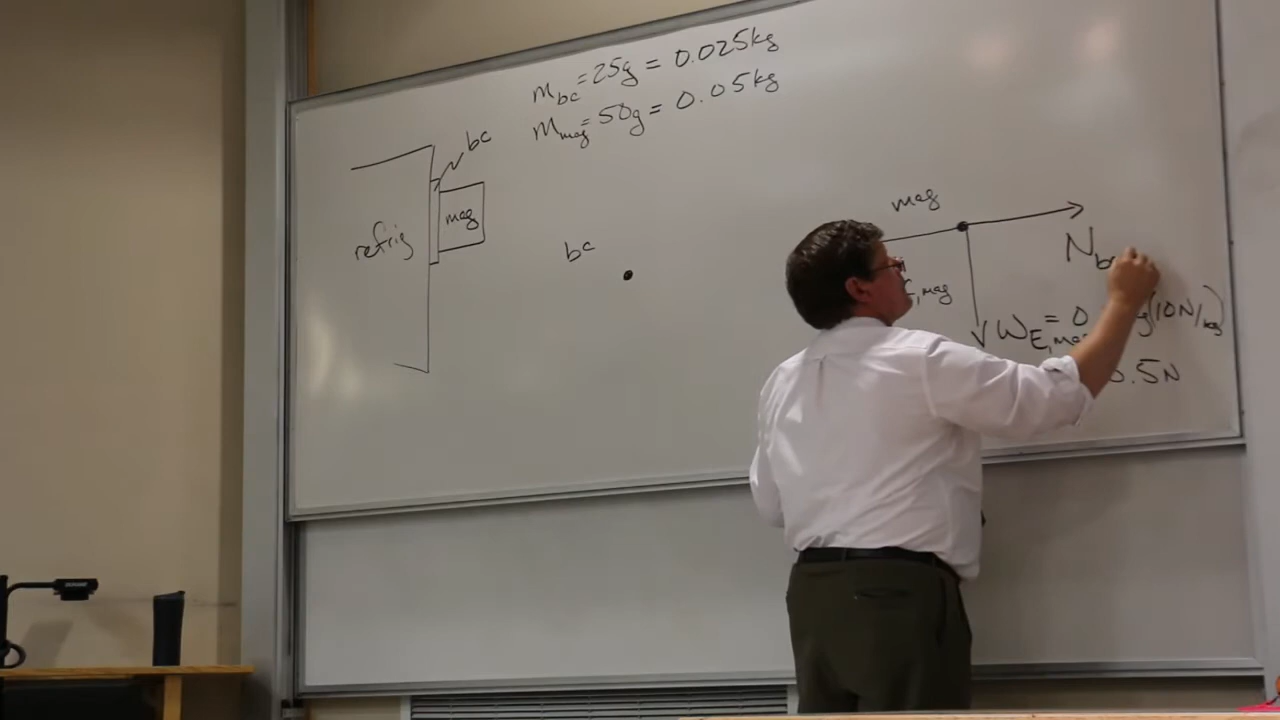 m_bc = 25g = 0.025kg
m_mag = 50g = 0.05kg
bc
mag
refrig
bc
mag
N_b
,mag
W_E,ma = 0 (10N/kg)
0.5N